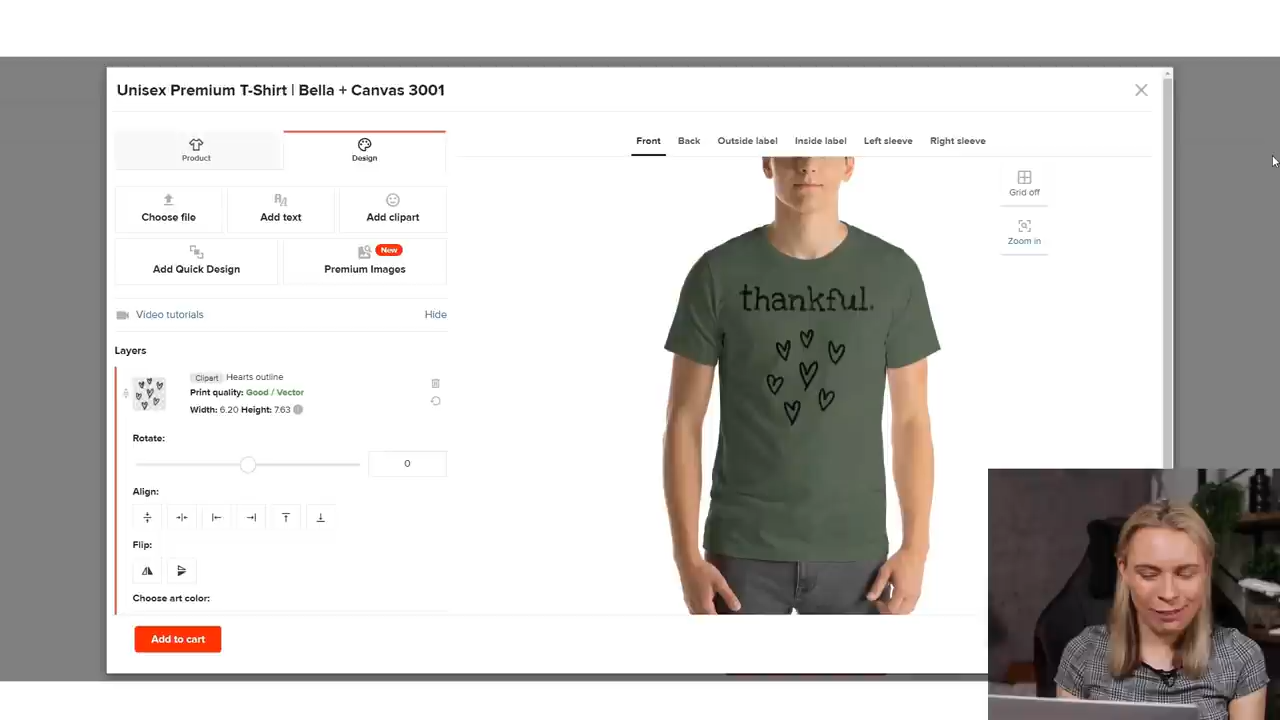 Unisex Premium T-Shirt | Bella + Canvas 3001
Product
Design
Front
Back
Outside label
Inside label
Left sleeve
Right sleeve
Choose file
Add text
Add clipart
Add Quick Design
New
Premium Images
Grid off
Zoom in
Video tutorials
Hide
Layers
Clipart Hearts outline
Print quality: Good / Vector
Width: 6.20 Height: 7.63
Rotate:
0
Align:
Flip:
Choose art color:
Add to cart
thankful.